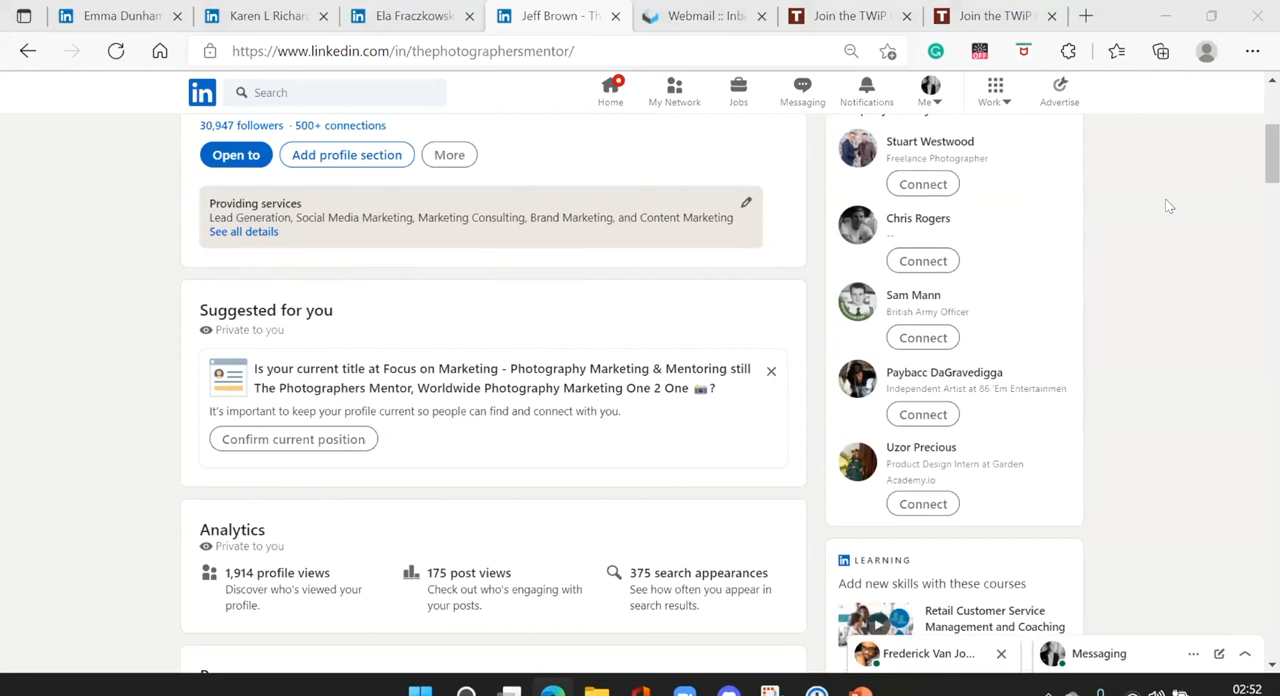 Emma Dunham
Karen L Richar
Ela Fraczkowsk
Jeff Brown - Th
Webmail :: Inb
Join the TWiP
Join the TWiP
https://www.linkedin.com/in/thephotographersmentor/
OFF
in
Search
Home
My Network
Jobs
Messaging
Notifications
Me
Work
Advertise
30,947 followers · 500+ connections
Open to
Add profile section
More
Providing services
Lead Generation, Social Media Marketing, Marketing Consulting, Brand Marketing, and Content Marketing
See all details
Suggested for you
Private to you
Is your current title at Focus on Marketing - Photography Marketing & Mentoring still
The Photographers Mentor, Worldwide Photography Marketing One 2 One 📷 ?
It's important to keep your profile current so people can find and connect with you.
Confirm current position
Analytics
Private to you
1,914 profile views
Discover who's viewed your
profile.
175 post views
Check out who's engaging with
your posts.
375 search appearances
See how often you appear in
search results.
Stuart Westwood
Freelance Photographer
Connect
Chris Rogers
--
Connect
Sam Mann
British Army Officer
Connect
Paybacc DaGravedigga
Independent Artist at 86 'Em Entertainmen
Connect
Uzor Precious
Product Design Intern at Garden
Academy.io
Connect
in LEARNING
Add new skills with these courses
Retail Customer Service
Management and Coaching
Frederick Van Jo...
Messaging
02:52